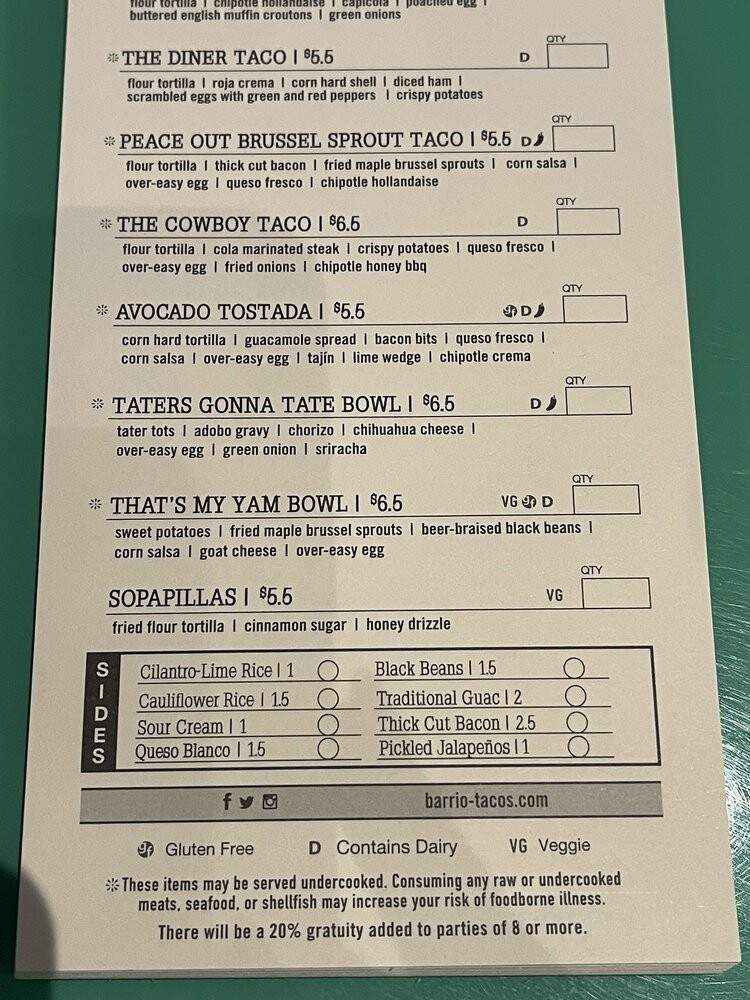 flour tortilla | chipotle hollandaise | capicola | poached egg |
buttered english muffin croutons | green onions
QTY
THE DINER TACO | $5.5 D
flour tortilla | roja crema | corn hard shell | diced ham |
scrambled eggs with green and red peppers | crispy potatoes
QTY
PEACE OUT BRUSSEL SPROUT TACO | $5.5 D
flour tortilla | thick cut bacon | fried maple brussel sprouts | corn salsa |
over-easy egg | queso fresco | chipotle hollandaise
QTY
THE COWBOY TACO | $6.5 D
flour tortilla | cola marinated steak | crispy potatoes | queso fresco |
over-easy egg | fried onions | chipotle honey bbq
QTY
AVOCADO TOSTADA | $5.5 gf D
corn hard tortilla | guacamole spread | bacon bits | queso fresco |
corn salsa | over-easy egg | tajín | lime wedge | chipotle crema
QTY
TATERS GONNA TATE BOWL | $6.5 D
tater tots | adobo gravy | chorizo | chihuahua cheese |
over-easy egg | green onion | sriracha
QTY
THAT'S MY YAM BOWL | $6.5 VG gf D
sweet potatoes | fried maple brussel sprouts | beer-braised black beans |
corn salsa | goat cheese | over-easy egg
QTY
SOPAPILLAS | $5.5 VG
fried flour tortilla | cinnamon sugar | honey drizzle
SIDES
Cilantro-Lime Rice | 1 Black Beans | 1.5
Cauliflower Rice | 1.5 Traditional Guac | 2
Sour Cream | 1 Thick Cut Bacon | 2.5
Queso Blanco | 1.5 Pickled Jalapeños | 1
barrio-tacos.com
gf Gluten Free D Contains Dairy VG Veggie
These items may be served undercooked. Consuming any raw or undercooked
meats, seafood, or shellfish may increase your risk of foodborne illness.
There will be a 20% gratuity added to parties of 8 or more.